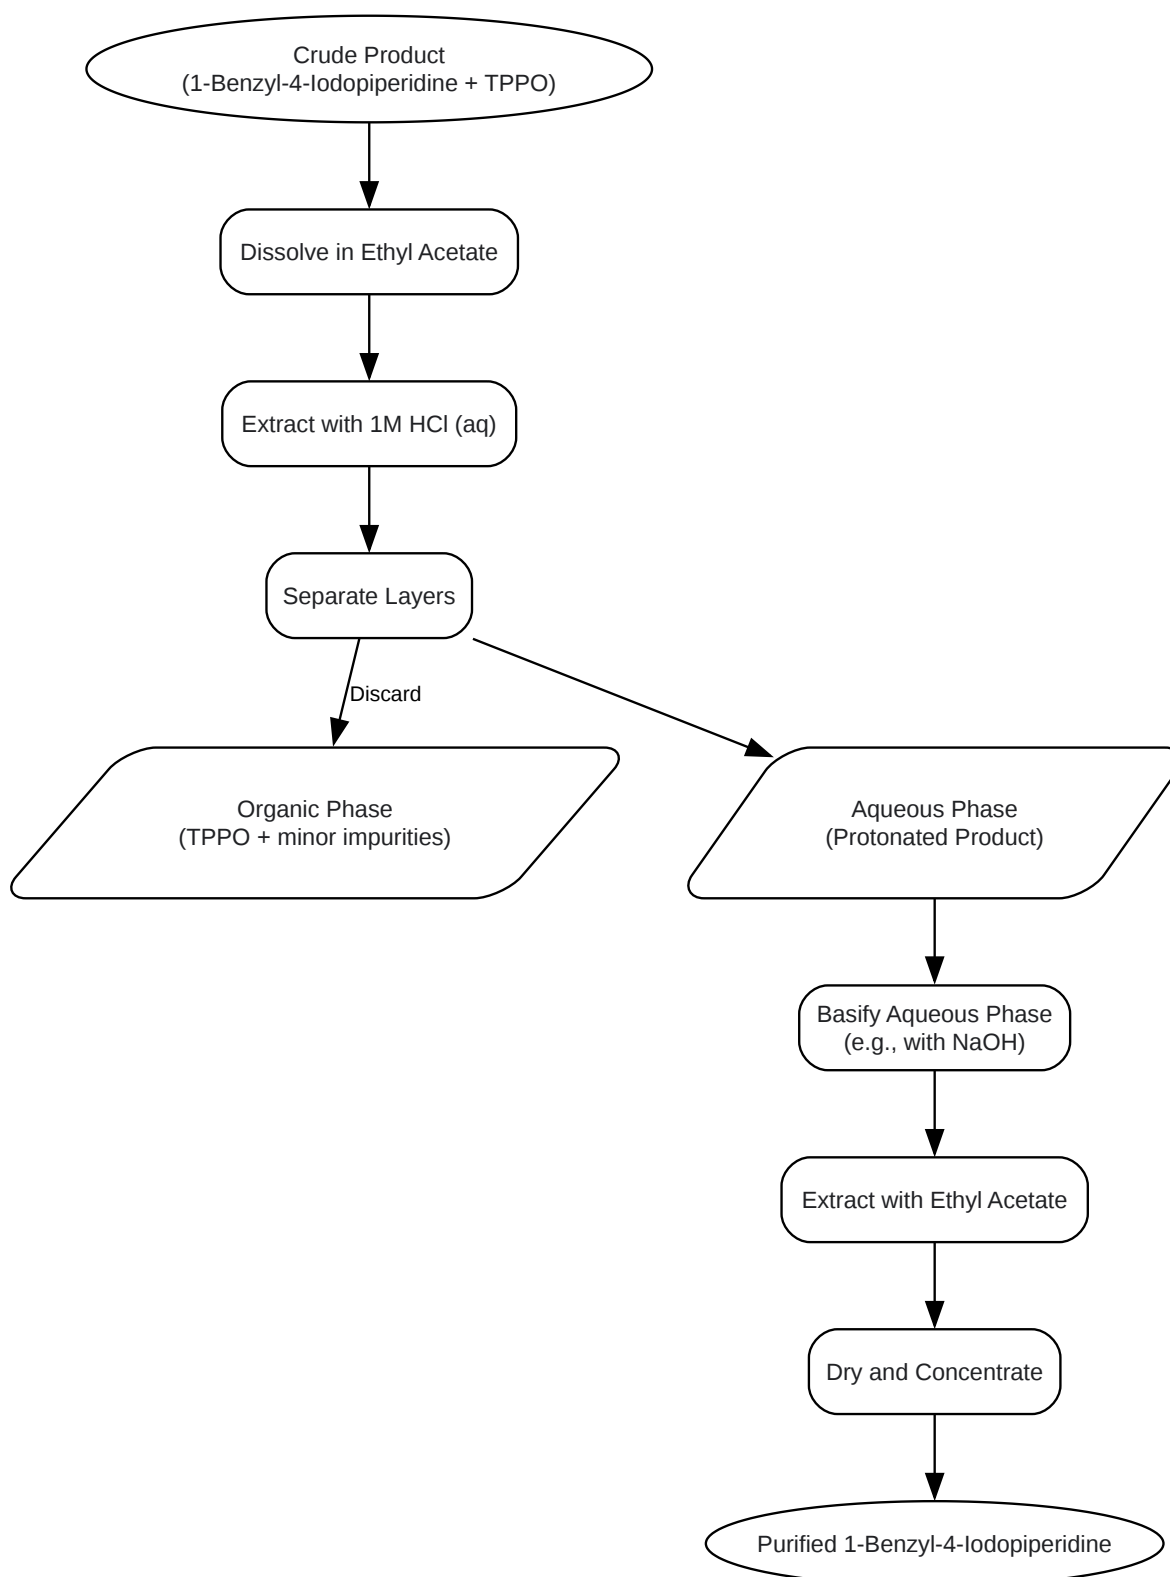 Crude Product
(1-Benzyl-4-Iodopiperidine + TPPO)
Dissolve in Ethyl Acetate
Extract with 1M HCl (aq)
Separate Layers
Discard
Organic Phase
(TPPO + minor impurities)
Aqueous Phase
(Protonated Product)
Basify Aqueous Phase
(e.g., with NaOH)
Extract with Ethyl Acetate
Dry and Concentrate
Purified 1-Benzyl-4-Iodopiperidine